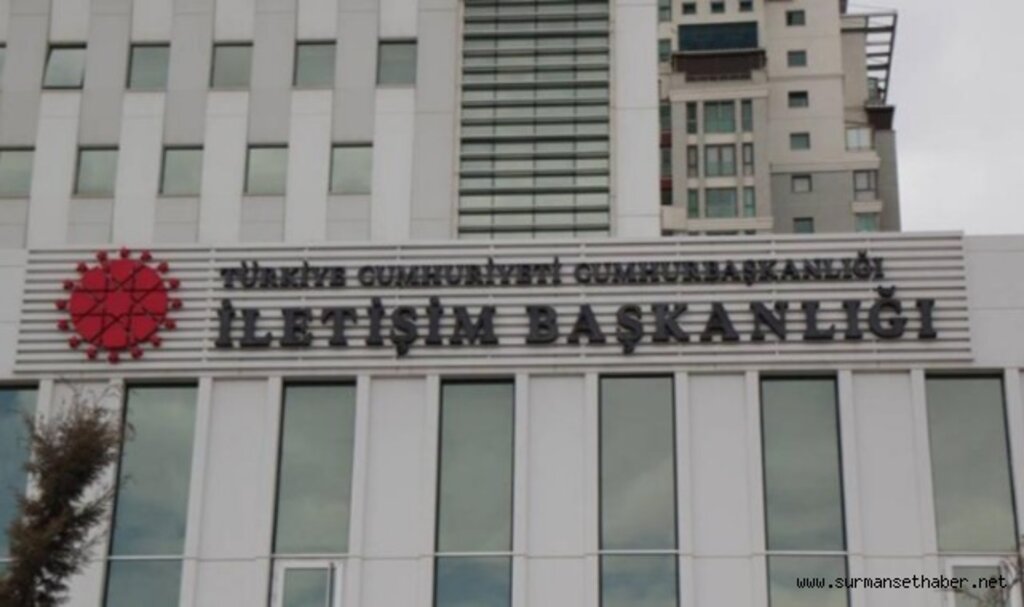 TÜRKİYE CUMHURİYETİ CUMHURBAŞKANLIĞI
İLETİŞİM BAŞKANLIĞI
www.surmansethaber.net